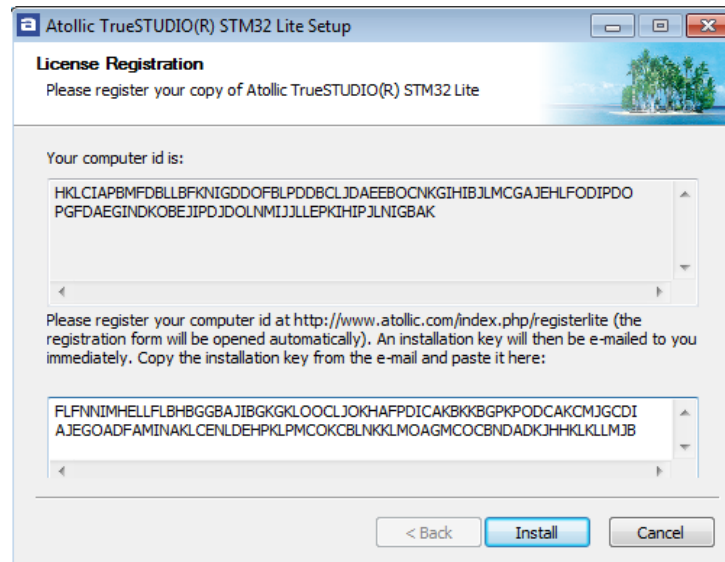 a Atollic TrueSTUDIO(R) STM32 Lite Setup
License Registration
Please register your copy of Atollic TrueSTUDIO(R) STM32 Lite
Your computer id is:
HKLCIAPBMFDBLLBFKNIGDDOFBLPDDBCLJDAEEBOCNKGIHIBJLMCGAJEHLFODIPDO
PGFDAEGINDKOBEJIPDJDOLNMIJJLLEPKIHIPJLNIGBAK
Please register your computer id at http://www.atollic.com/index.php/registerlite (the
registration form will be opened automatically). An installation key will then be e-mailed to you
immediately. Copy the installation key from the e-mail and paste it here:
FLFNNIMHELLFLBHBGGBAJIBGKGKLOOCLJOKHAFPDICAKBKKBGPKPODCAKCMJGCDI
AJEGOADFAMINAKLCENLDEHPKLPMCOKCBLNKKLMOAGMCOCBNDADKJHHKLKLLMJB
< Back
Install
Cancel